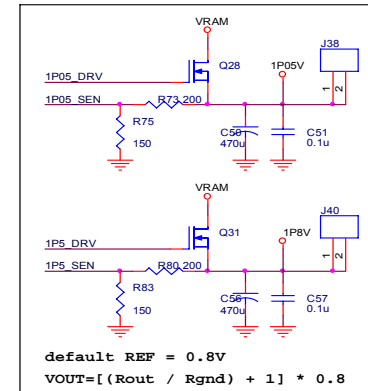 VRAM
J38
Q28
1P05V
1P05_DRV
1P05_SEN
R73 200
1
2
R75
150
C50
470u
C51
0.1u
VRAM
J40
Q31
1P8V
1P5_DRV
1P5_SEN
R80 200
1
2
R83
150
C56
470u
C57
0.1u
default REF = 0.8V
VOUT=[(Rout / Rgnd) + 1] * 0.8